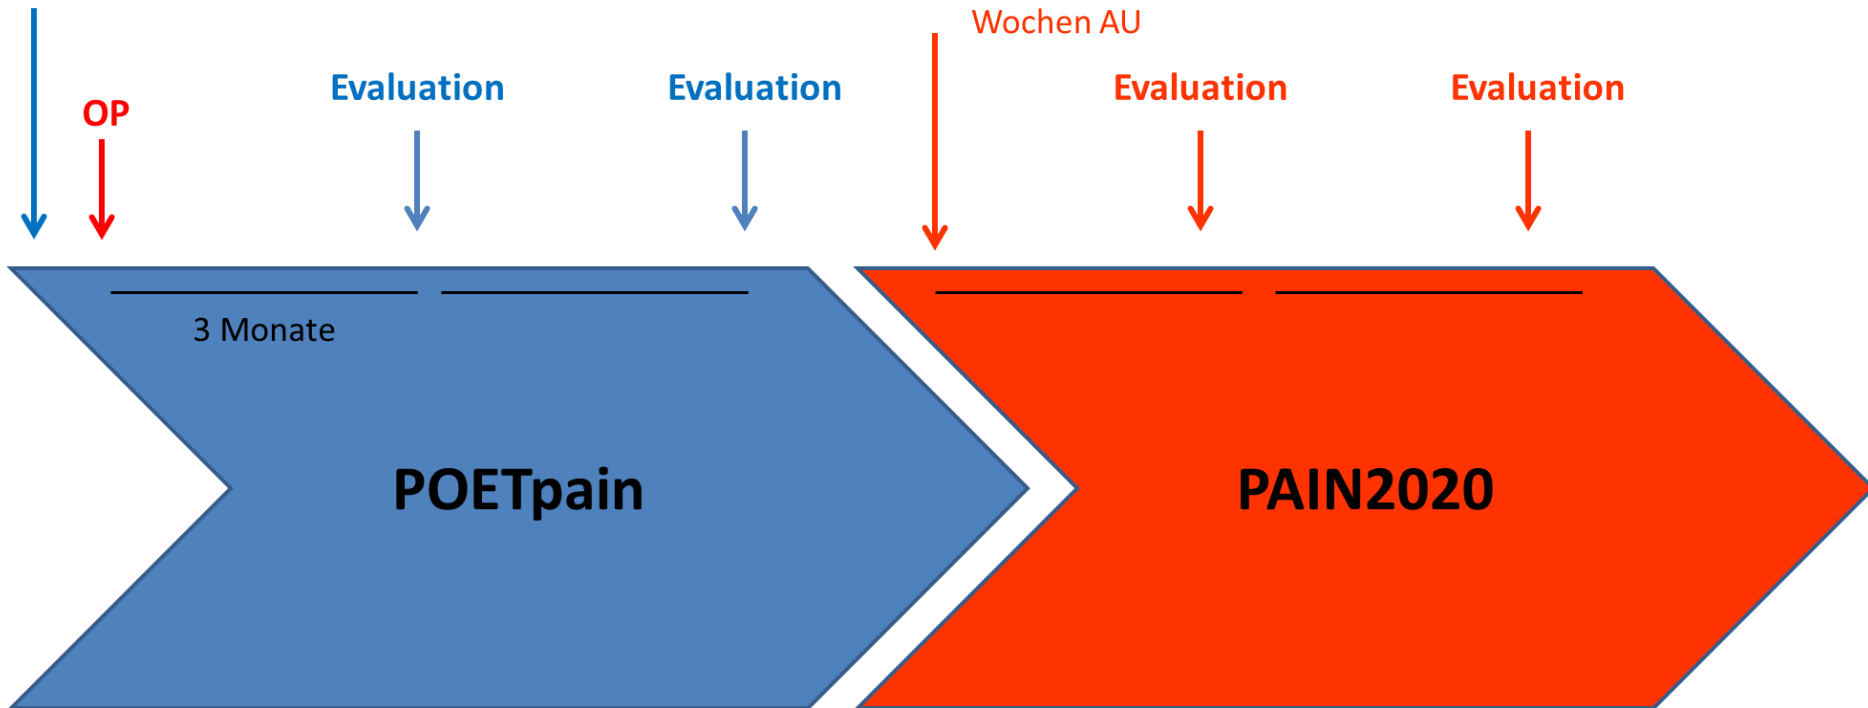 Wochen AU
Evaluation
Evaluation
Evaluation
Evaluation
OP
3 Monate
POETpain
PAIN2020